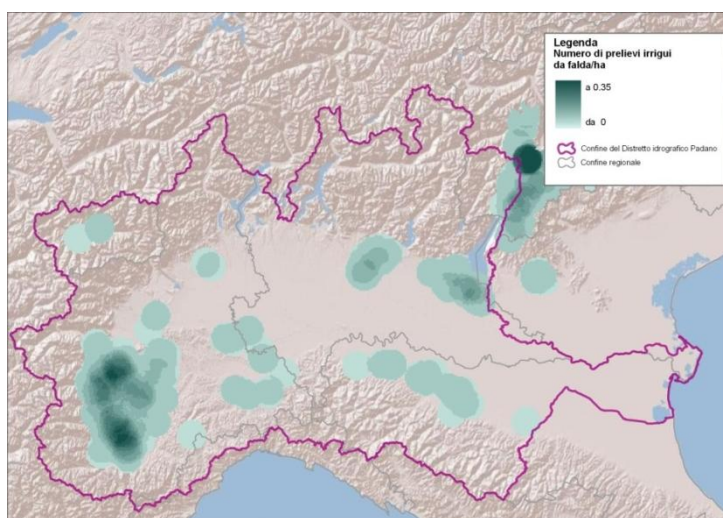 Legenda
Numero di prelievi irrigui
da falda/ha
a 0.35
da 0
Confine del Distretto idrografico Padano
Confine regionale